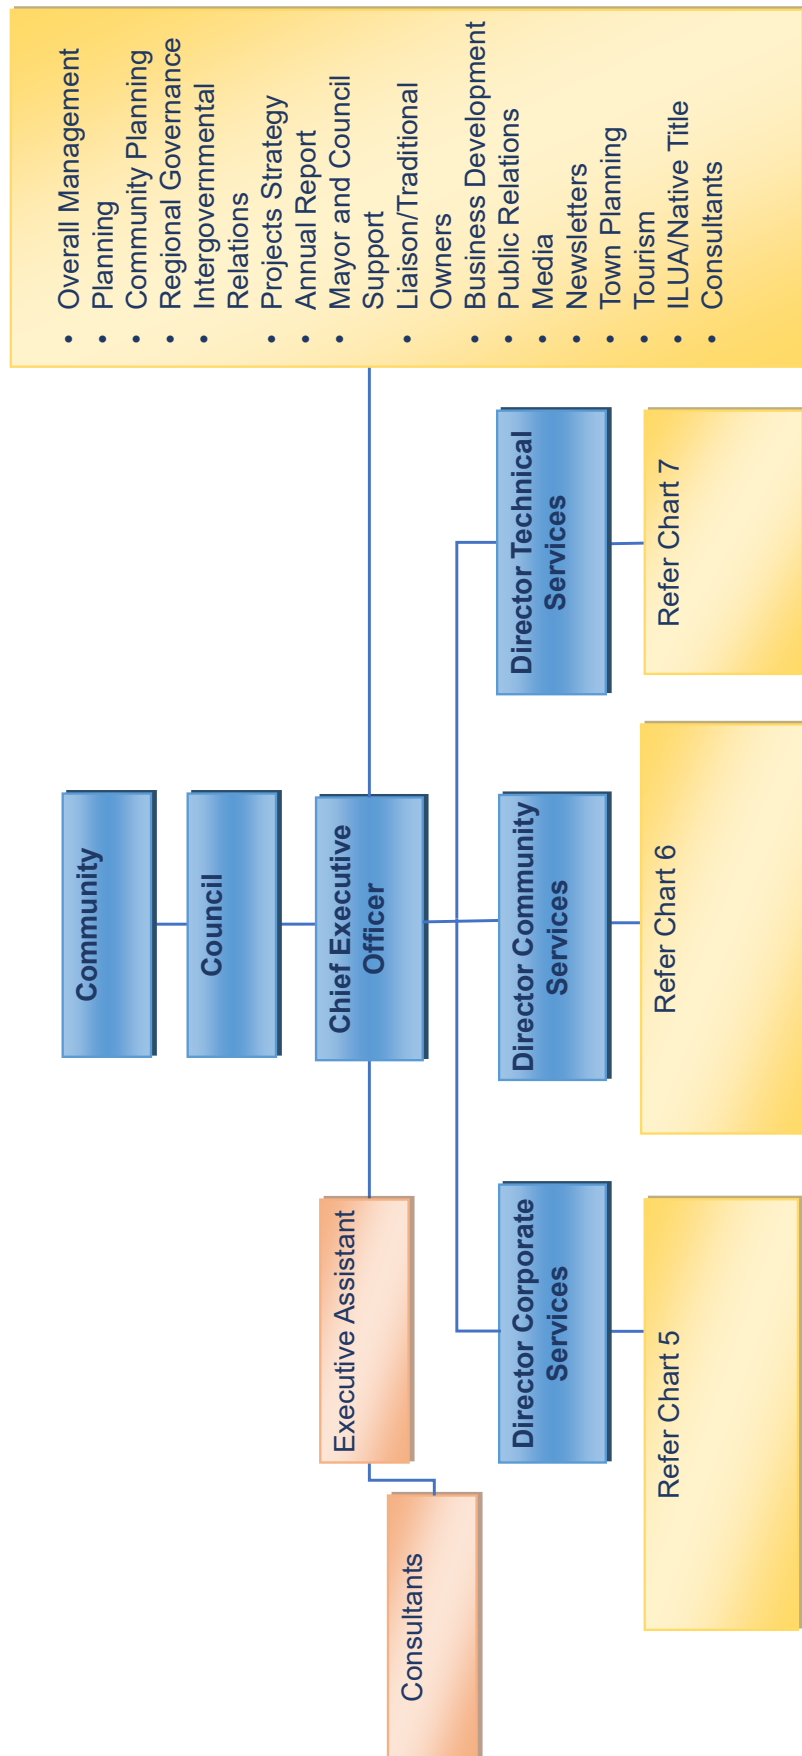 Community
Council
Chief Executive
Officer
Executive Assistant
Consultants
• Overall Management
• Planning
• Community Planning
• Regional Governance
• Intergovernmental
Relations
• Projects Strategy
• Annual Report
• Mayor and Council
Support
• Liaison/Traditional
Owners
• Business Development
• Public Relations
• Media
• Newsletters
• Town Planning
• Tourism
• ILUA/Native Title
• Consultants
Director Corporate
Services
Director Community
Services
Director Technical
Services
Refer Chart 5
Refer Chart 6
Refer Chart 7